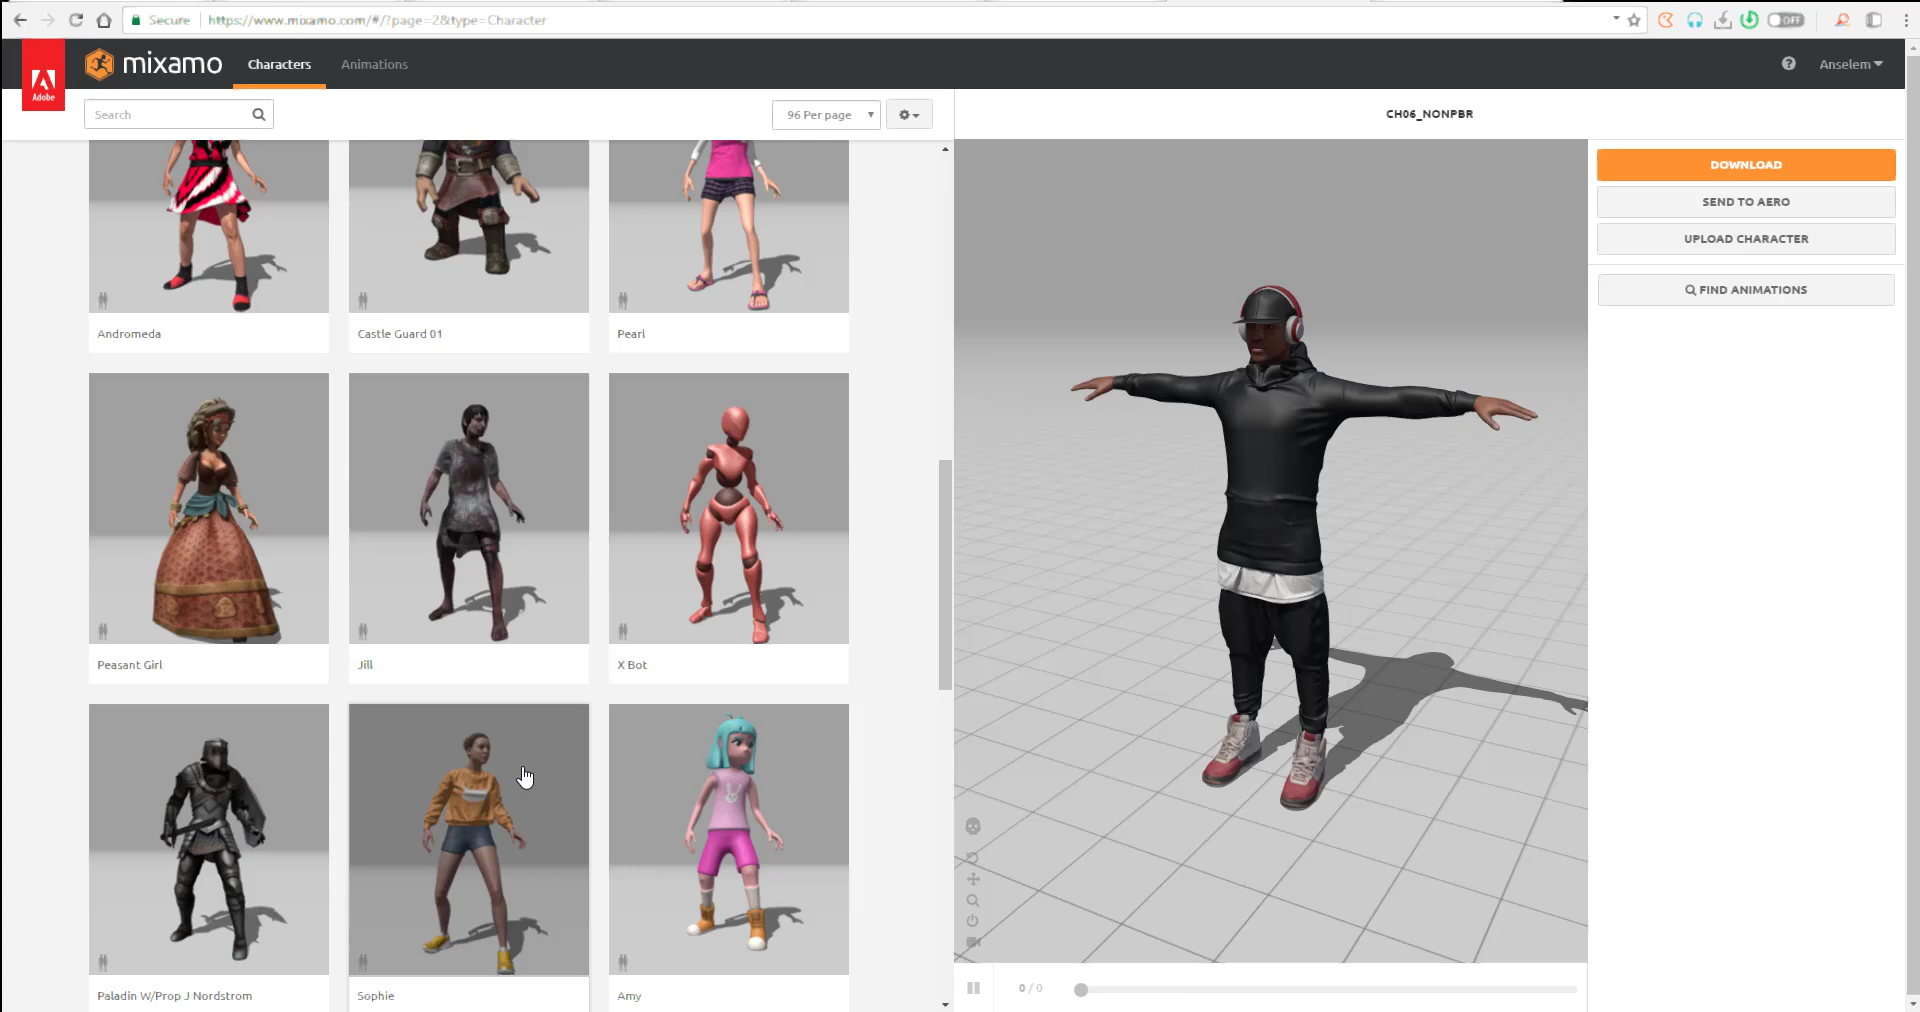 Secure https://www.mixamo.com/#/?page=2&type=Character
OFF
Adobe
mixamo
Characters
Animations
Anselem
Search
96 Per page
CH06_NONPBR
DOWNLOAD
SEND TO AERO
UPLOAD CHARACTER
FIND ANIMATIONS
Andromeda
Castle Guard 01
Pearl
Peasant Girl
Jill
X Bot
Paladin W/Prop J Nordstrom
Sophie
Amy
0 / 0